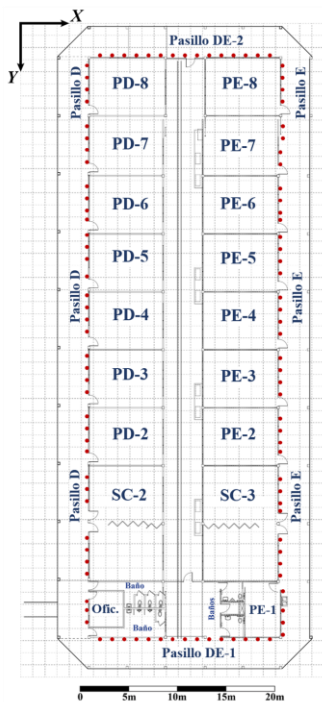 X
Y
Pasillo DE-2
Pasillo D
Pasillo E
PD-8
PE-8
PD-7
PE-7
PD-6
PE-6
PD-5
PE-5
Pasillo D
Pasillo E
PD-4
PE-4
PD-3
PE-3
PD-2
PE-2
Pasillo D
Pasillo E
SC-2
SC-3
Baño
Ofic.
Baños
PE-1
Baño
Pasillo DE-1
0 5m 10m 15m 20m